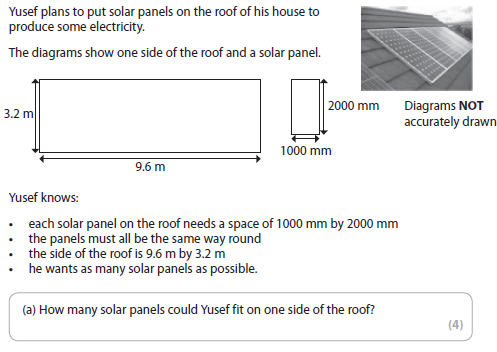 Yusef plans to put solar panels on the roof of his house to
produce some electricity.
The diagrams show one side of the roof and a solar panel.
3.2 m
9.6 m
2000 mm
1000 mm
Diagrams NOT
accurately drawn
Yusef knows:
• each solar panel on the roof needs a space of 1000 mm by 2000 mm
• the panels must all be the same way round
• the side of the roof is 9.6 m by 3.2 m
• he wants as many solar panels as possible.
(a) How many solar panels could Yusef fit on one side of the roof?
(4)